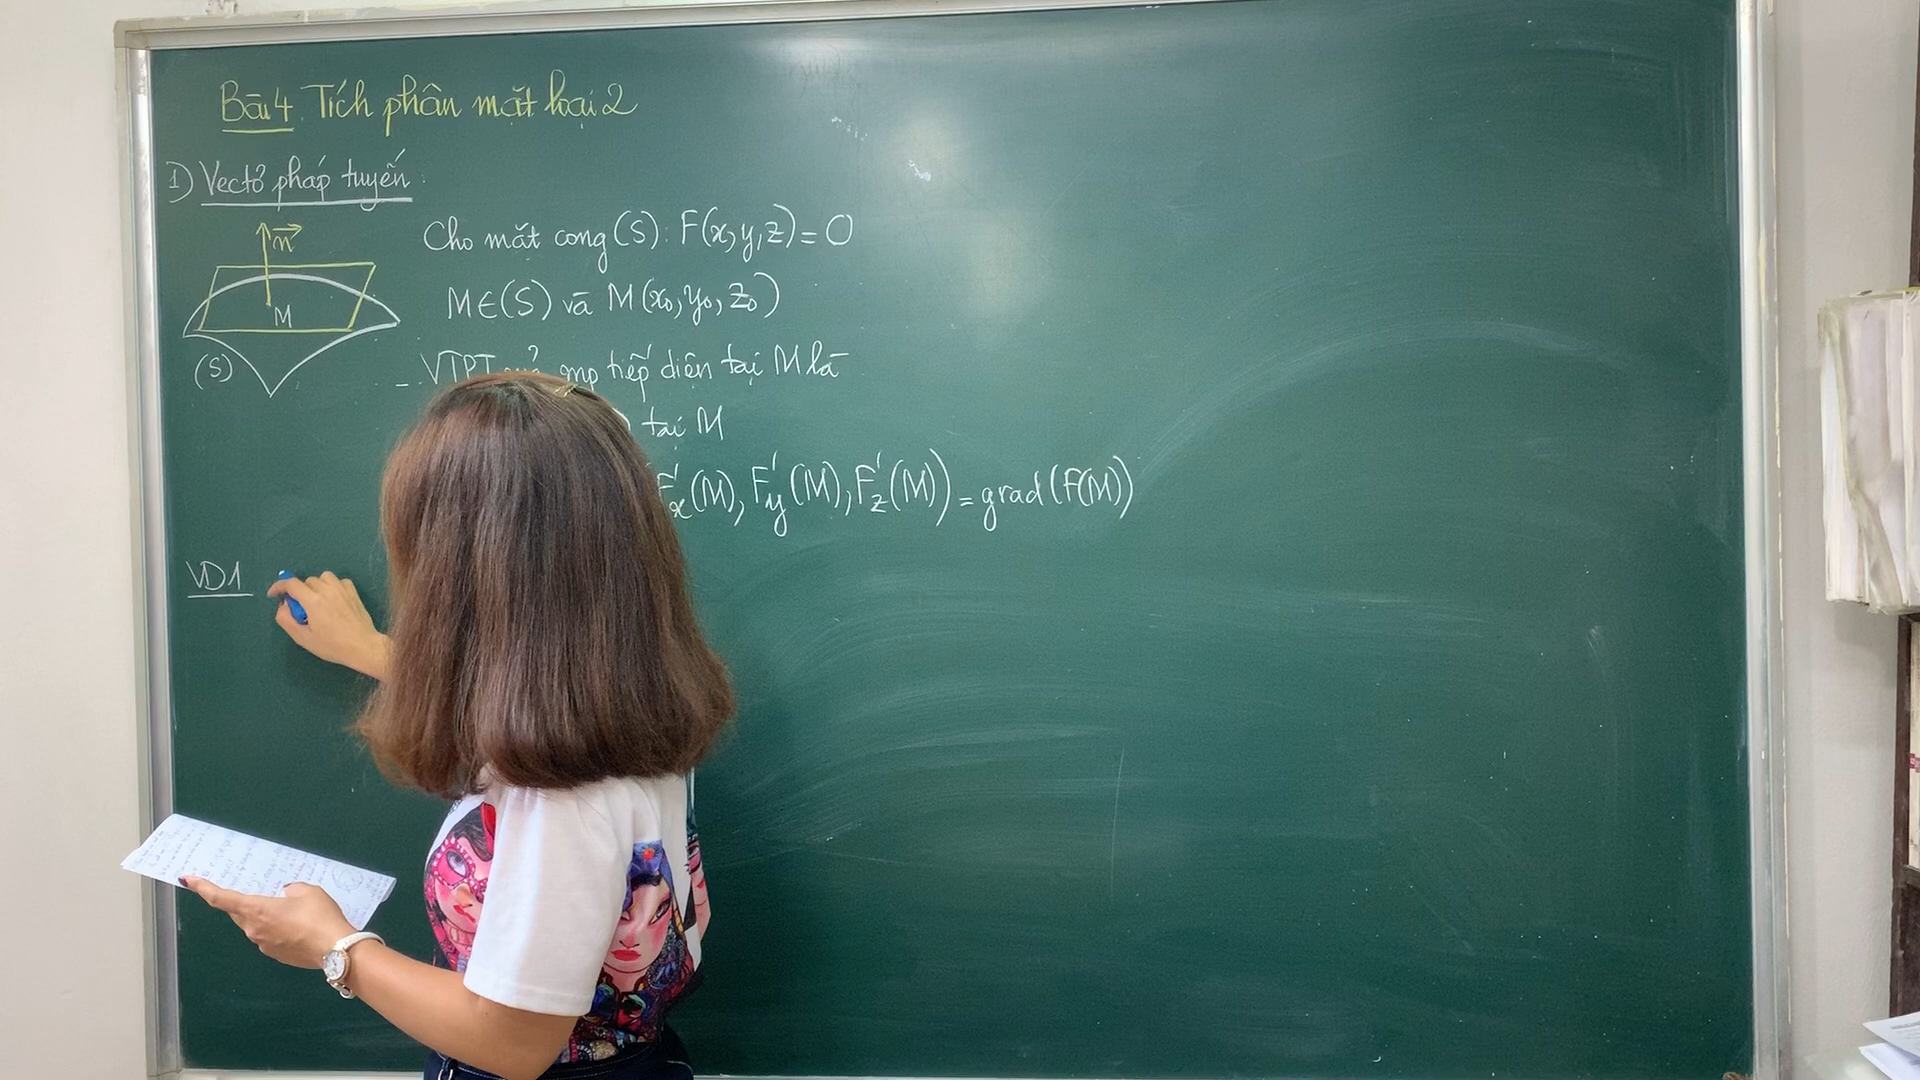 Bài 4. Tích phân mặt loại 2
1) Vectơ pháp tuyến:
n
M
(S)
Cho mặt cong (S): F(x,y,z)=0
M∈(S) và M(x₀,y₀,z₀)
- VTPT mp tiếp diện tại M là
tại M
F'x(M), F'y(M), F'z(M))=grad(F(M))
VD1